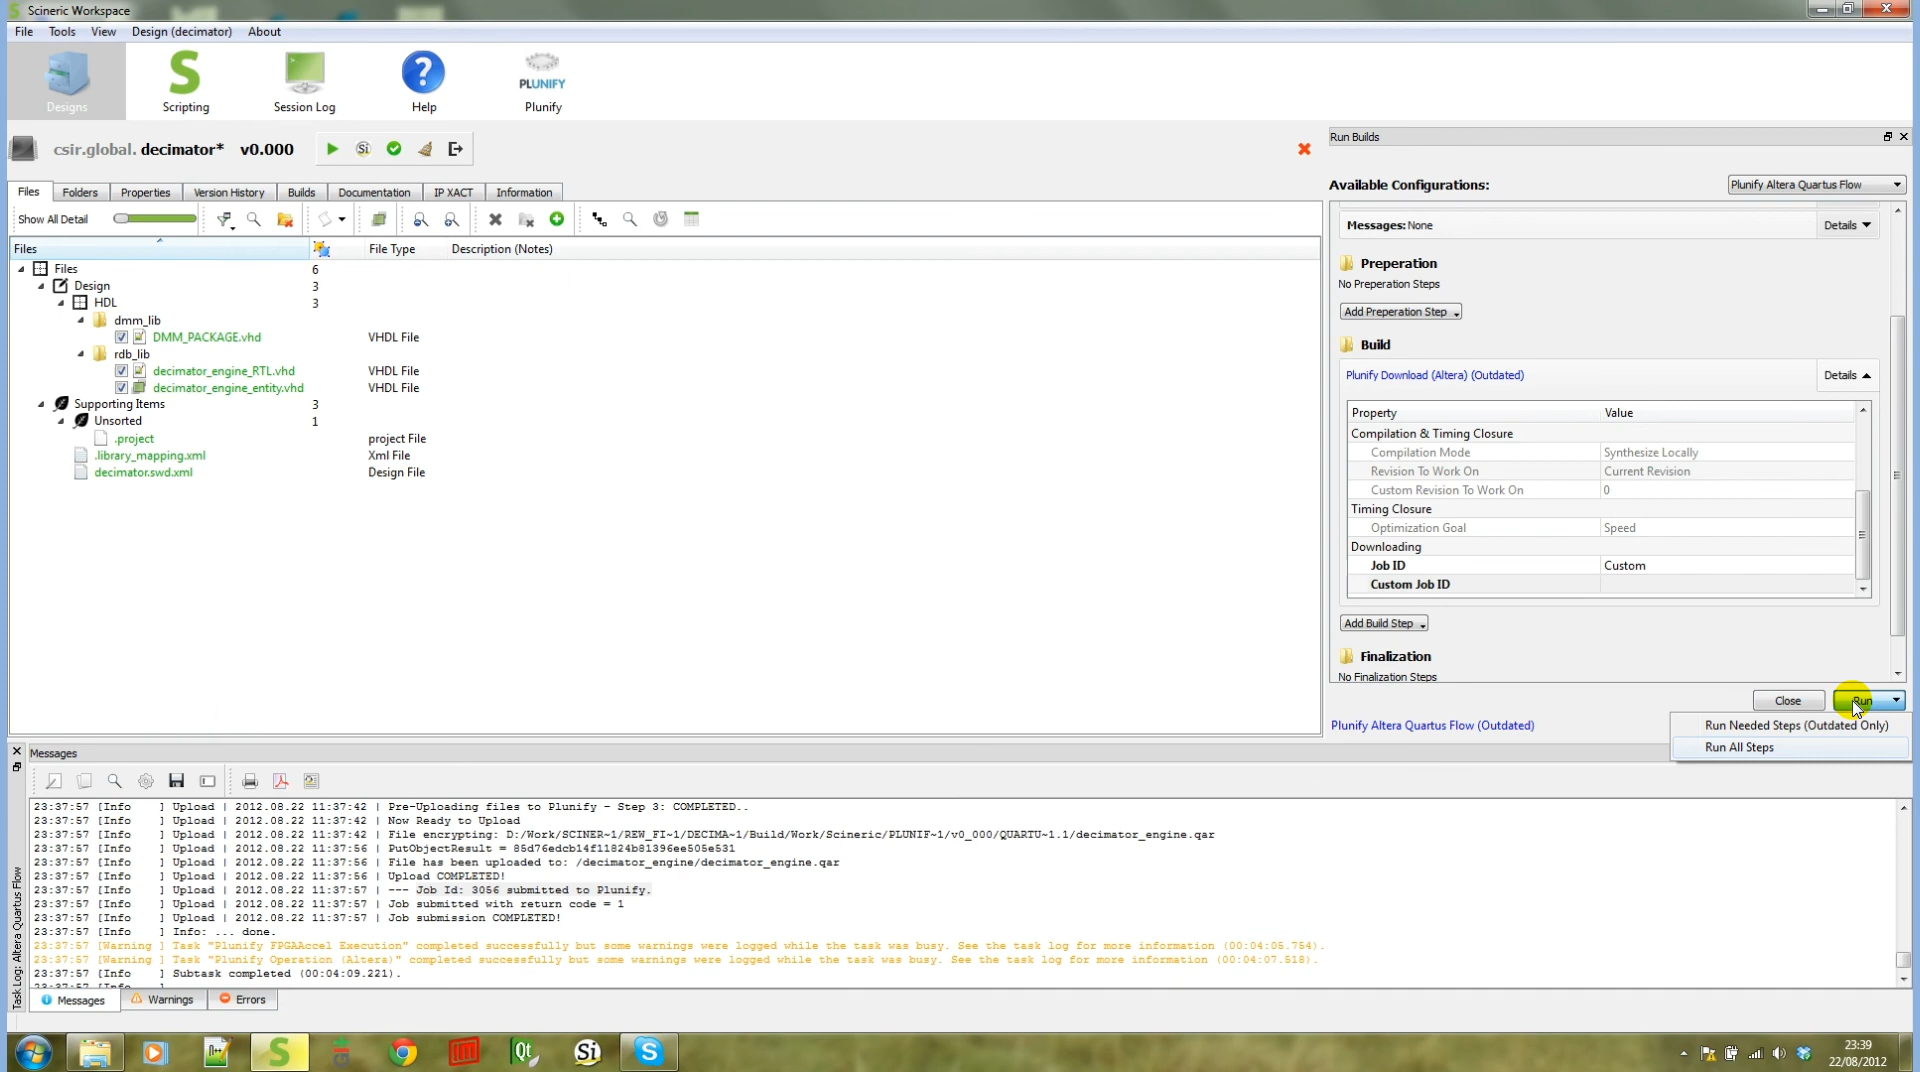 Scineric Workspace
File Tools View Design (decimator) About
Designs Scripting Session Log Help PLUNIFY Plunify
csir.global. decimator* v0.000
Files Folders Properties Version History Builds Documentation IP XACT Information
Show All Detail
Files File Type Description (Notes)
Files 6
Design 3
HDL 3
dmm_lib
DMM_PACKAGE.vhd VHDL File
rdb_lib
decimator_engine_RTL.vhd VHDL File
decimator_engine_entity.vhd VHDL File
Supporting Items 3
Unsorted 1
.project project File
.library_mapping.xml Xml File
decimator.swd.xml Design File
Run Builds
Available Configurations: Plunify Altera Quartus Flow
Messages: None Details
Preparation
No Preparation Steps
Add Preperation Step
Build
Plunify Download (Altera) (Outdated) Details
Property Value
Compilation & Timing Closure
Compilation Mode Synthesize Locally
Revision To Work On Current Revision
Custom Revision To Work On 0
Timing Closure
Optimization Goal Speed
Downloading
Job ID Custom
Custom Job ID
Add Build Step
Finalization
No Finalization Steps
Close Run
Plunify Altera Quartus Flow (Outdated)
Run Needed Steps (Outdated Only)
Run All Steps
Messages
Task Log: Altera Quartus Flow
23:37:57 [Info ] Upload | 2012.08.22 11:37:42 | Pre-Uploading files to Plunify - Step 3: COMPLETED..
23:37:57 [Info ] Upload | 2012.08.22 11:37:42 | Now Ready to Upload
23:37:57 [Info ] Upload | 2012.08.22 11:37:42 | File encrypting: D:/Work/SCINER~1/REW_FI~1/DECIMA~1/Build/Work/Scineric/PLUNIF~1/v0_000/QUARTU~1.1/decimator_engine.qar
23:37:57 [Info ] Upload | 2012.08.22 11:37:56 | PutObjectResult = 85d76edcb14f11824b81396ee505e531
23:37:57 [Info ] Upload | 2012.08.22 11:37:56 | File has been uploaded to: /decimator_engine/decimator_engine.qar
23:37:57 [Info ] Upload | 2012.08.22 11:37:56 | Upload COMPLETED!
23:37:57 [Info ] Upload | 2012.08.22 11:37:57 | --- Job Id: 3056 submitted to Plunify.
23:37:57 [Info ] Upload | 2012.08.22 11:37:57 | Job submitted with return code = 1
23:37:57 [Info ] Upload | 2012.08.22 11:37:57 | Job submission COMPLETED!
23:37:57 [Info ] Info: ... done.
23:37:57 [Warning ] Task "Plunify FPGAAccel Execution" completed successfully but some warnings were logged while the task was busy. See the task log for more information (00:04:05.754).
23:37:57 [Warning ] Task "Plunify Operation (Altera)" completed successfully but some warnings were logged while the task was busy. See the task log for more information (00:04:07.518).
23:37:57 [Info ] Subtask completed (00:04:09.221).
23:37:57 [Info ]
Messages Warnings Errors
23:39
22/08/2012